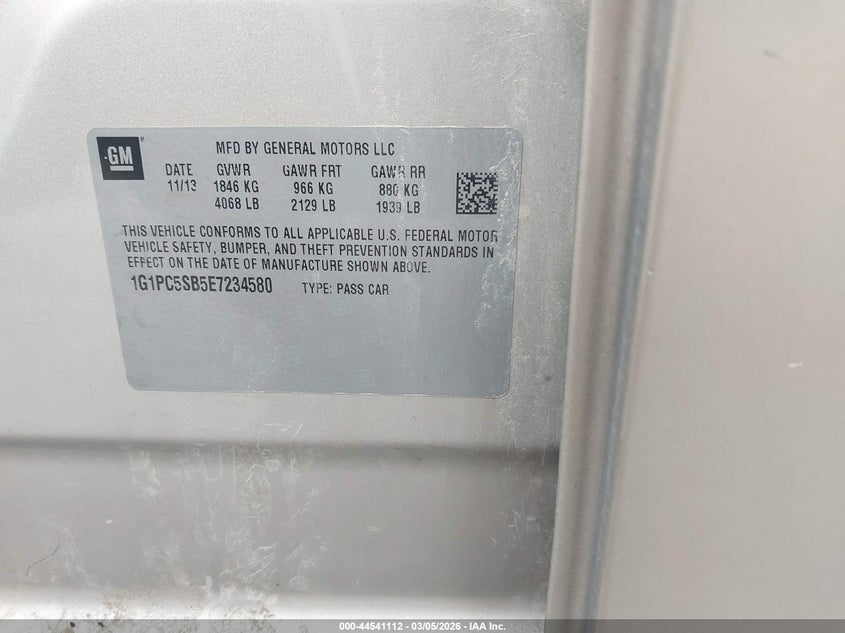 GM
MFD BY GENERAL MOTORS LLC
DATE GVWR GAWR FRT GAWR RR
11/13 1846 KG 966 KG 880 KG
4068 LB 2129 LB 1939 LB
THIS VEHICLE CONFORMS TO ALL APPLICABLE U.S. FEDERAL MOTOR
VEHICLE SAFETY, BUMPER, AND THEFT PREVENTION STANDARDS IN
EFFECT ON THE DATE OF MANUFACTURE SHOWN ABOVE.
1G1PC5SB5E7234580 TYPE: PASS CAR
000-44541112 — 03/05/2026 — IAA Inc.